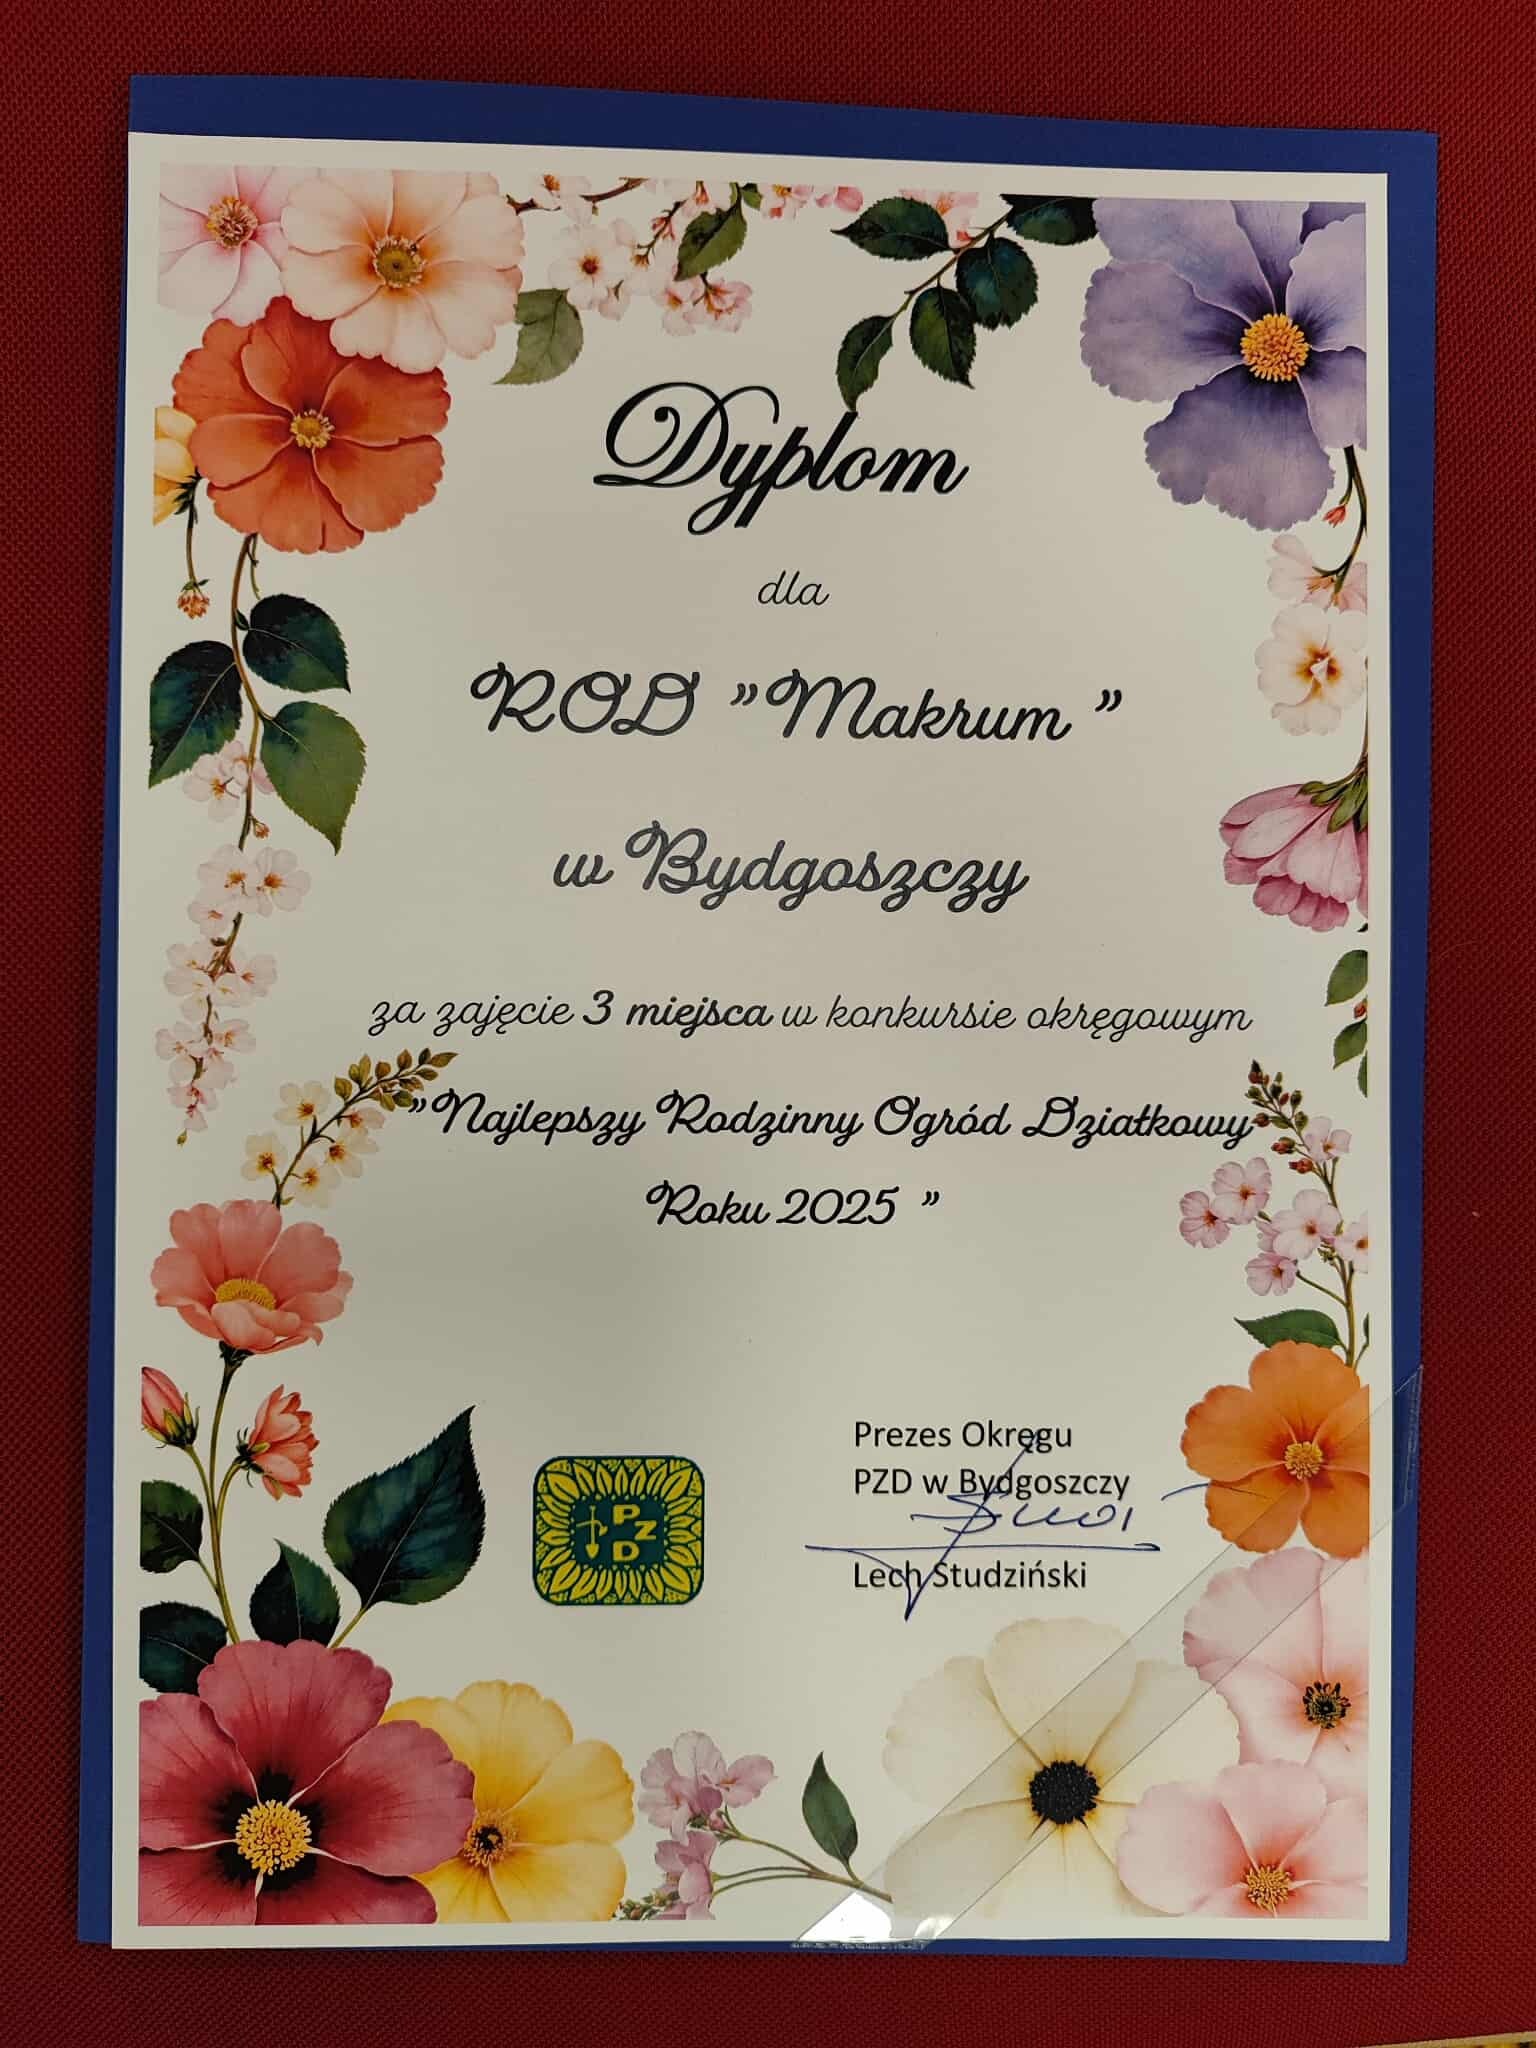 Dyplom
dla
ROD "Makrum"
w Bydgoszczy
za zajęcie 3 miejsca w konkursie okręgowym
"Najlepszy Rodzinny Ogród Działkowy
Roku 2025 "
Prezes Okręgu
PZD w Bydgoszczy
Lech Studziński
PZD